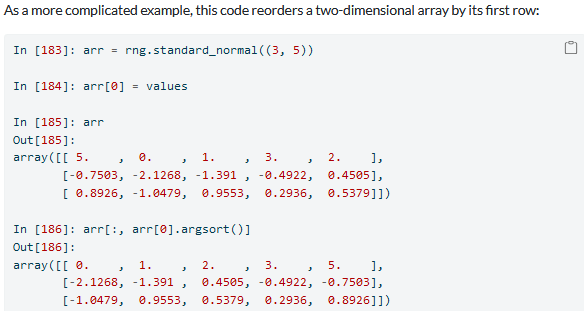 As a more complicated example, this code reorders a two-dimensional array by its first row:
In [183]: arr = rng.standard_normal((3, 5))
In [184]: arr[0] = values
In [185]: arr
Out[185]:
array([[ 5.    ,  0.    ,  1.    ,  3.    ,  2.    ],
       [-0.7503, -2.1268, -1.391 , -0.4922,  0.4505],
       [ 0.8926, -1.0479,  0.9553,  0.2936,  0.5379]])
In [186]: arr[:, arr[0].argsort()]
Out[186]:
array([[ 0.    ,  1.    ,  2.    ,  3.    ,  5.    ],
       [-2.1268, -1.391 ,  0.4505, -0.4922, -0.7503],
       [-1.0479,  0.9553,  0.5379,  0.2936,  0.8926]])